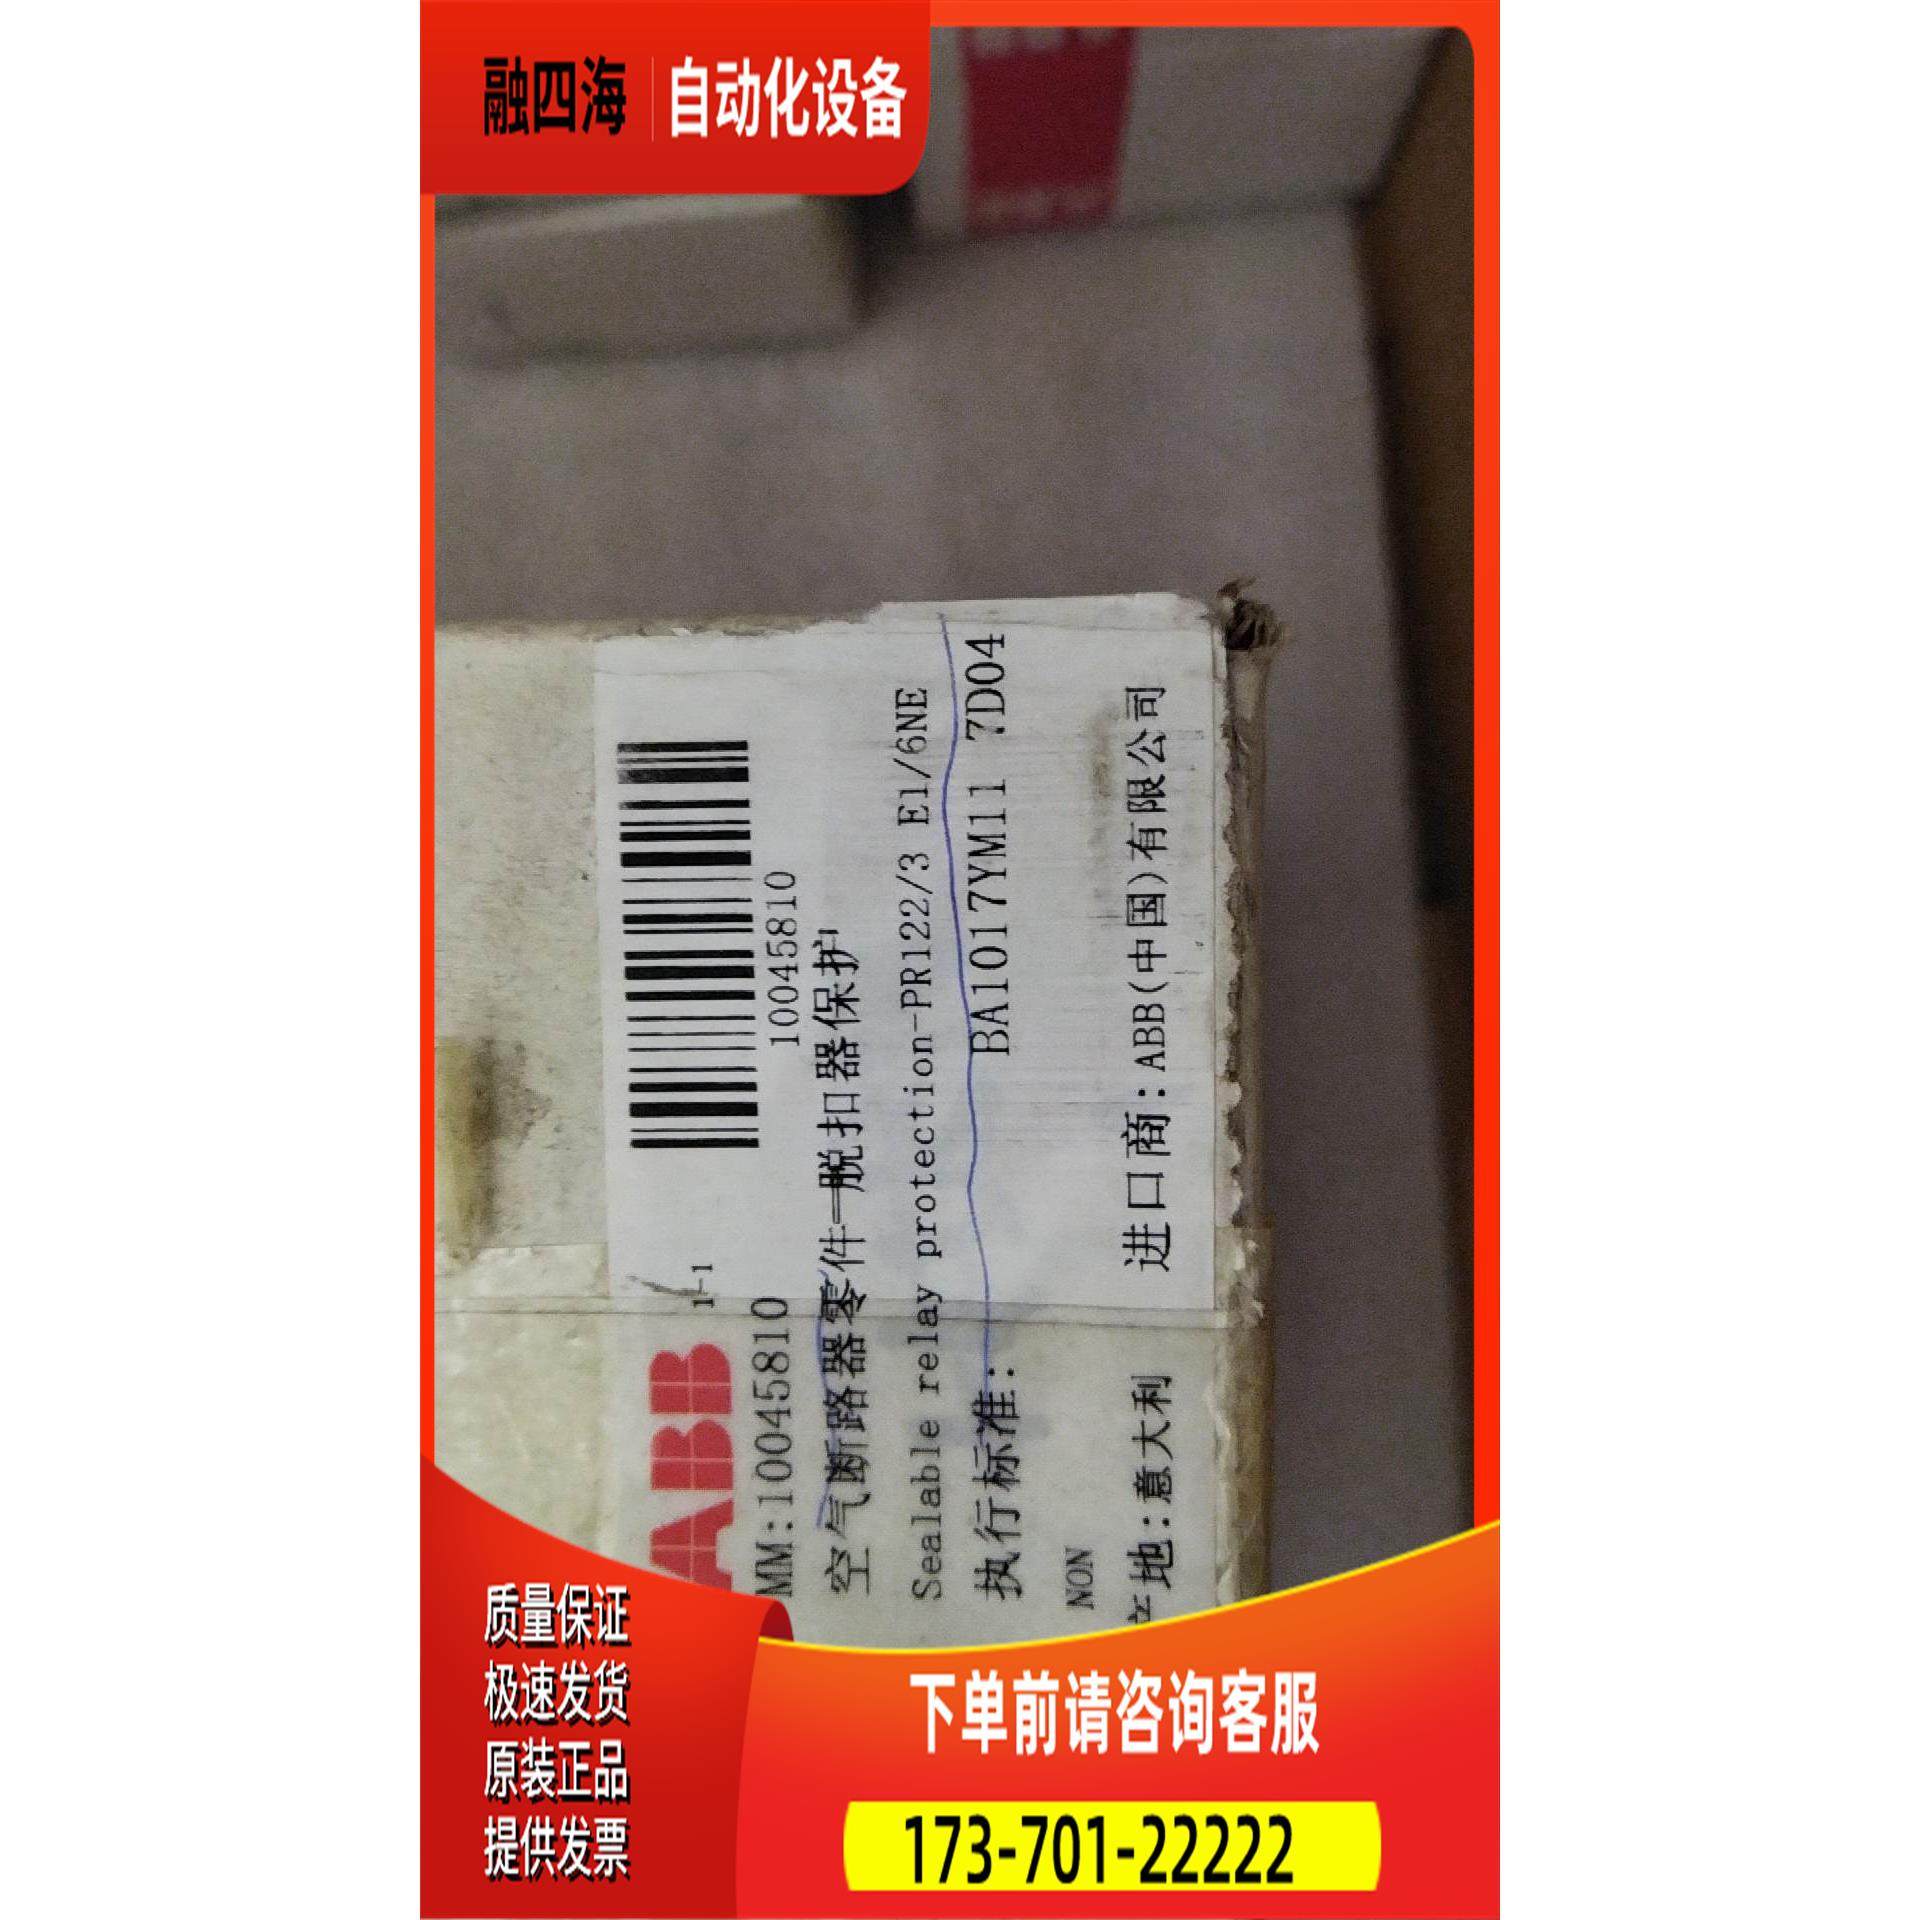 融四海 自动化设备
ABB 1-1
MM:10045810
10045810
空气断路器零件-脱扣器保护
Sealable relay protection-PR122/3 E1/6NE
执行标准:
BA1017YM11 7D04
NON
产地:意大利
进口商:ABB(中国)有限公司
质量保证
极速发货
原装正品
提供发票
下单前请咨询客服
173-701-22222